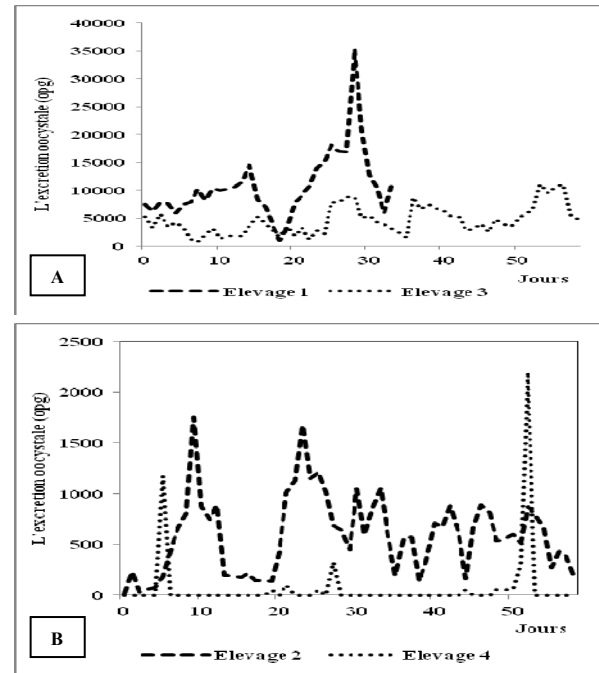 40000
35000
30000
25000
20000
15000
10000
5000
0
L'excretion oocystale (opg)
0 10 20 30 40 50
Jours
A
Elevage 1 Elevage 3
2500
2000
1500
1000
500
0
L'excretion oocystale (opg)
0 10 20 30 40 50
Jours
B
Elevage 2 Elevage 4